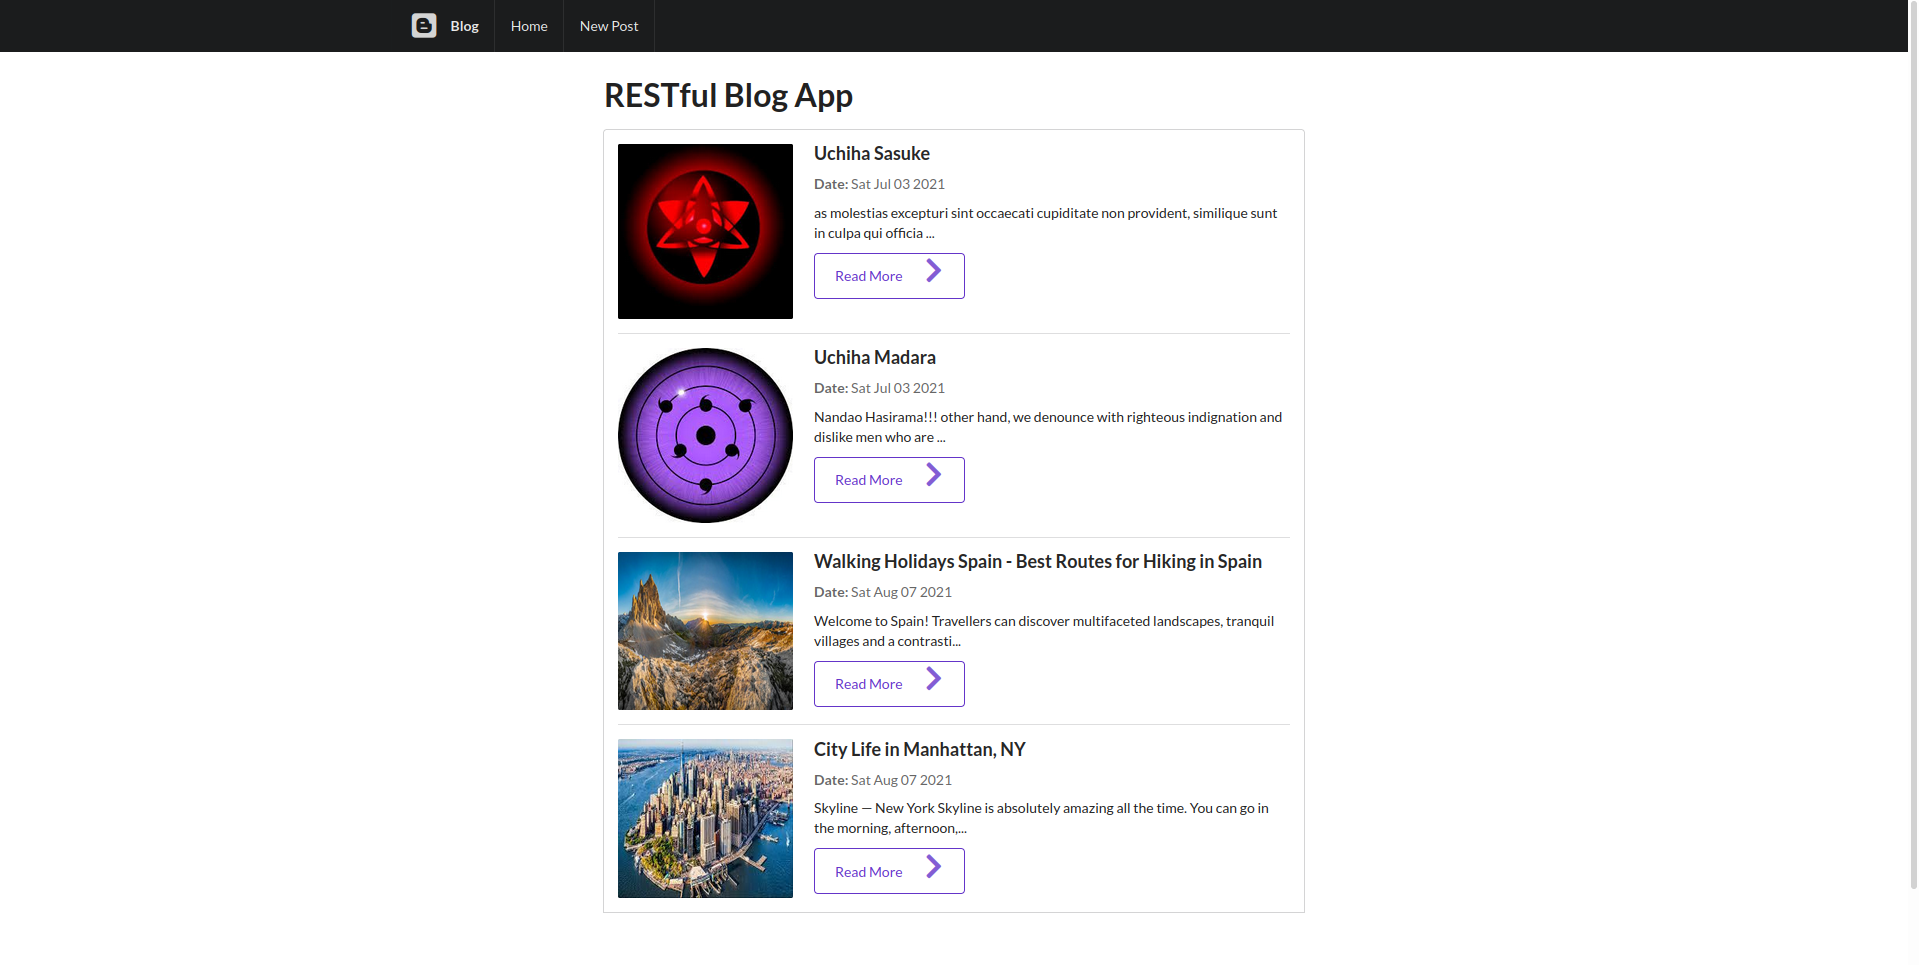 Blog
Home
New Post
RESTful Blog App
Uchiha Sasuke
Date: Sat Jul 03 2021
as molestias excepturi sint occaecati cupiditate non provident, similique sunt
in culpa qui officia ...
Read More
Uchiha Madara
Date: Sat Jul 03 2021
Nandao Hasirama!!! other hand, we denounce with righteous indignation and
dislike men who are ...
Read More
Walking Holidays Spain - Best Routes for Hiking in Spain
Date: Sat Aug 07 2021
Welcome to Spain! Travellers can discover multifaceted landscapes, tranquil
villages and a contrasti...
Read More
City Life in Manhattan, NY
Date: Sat Aug 07 2021
Skyline — New York Skyline is absolutely amazing all the time. You can go in
the morning, afternoon,...
Read More